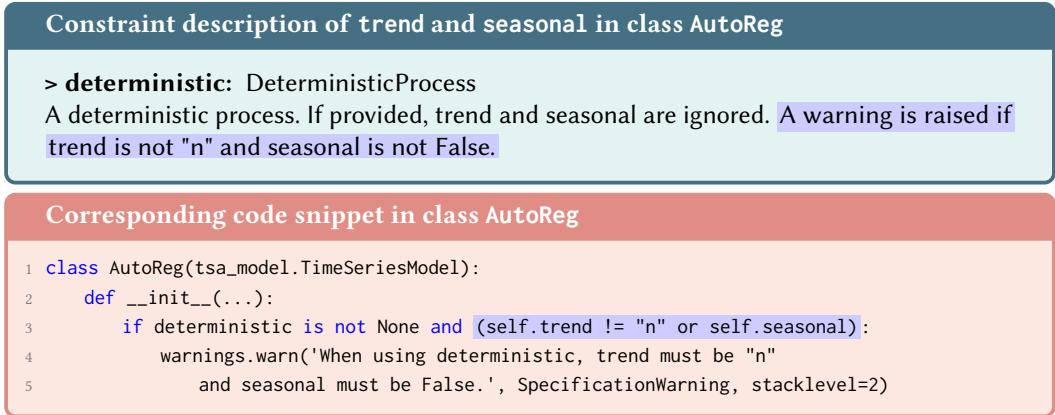 Constraint description of trend and seasonal in class AutoReg
> deterministic: DeterministicProcess
A deterministic process. If provided, trend and seasonal are ignored. A warning is raised if
trend is not "n" and seasonal is not False.
Corresponding code snippet in class AutoReg
1 class AutoReg(tsa_model.TimeSeriesModel):
2 def __init__(...):
3 if deterministic is not None and (self.trend != "n" or self.seasonal):
4 warnings.warn('When using deterministic, trend must be "n"
5 and seasonal must be False.', SpecificationWarning, stacklevel=2)